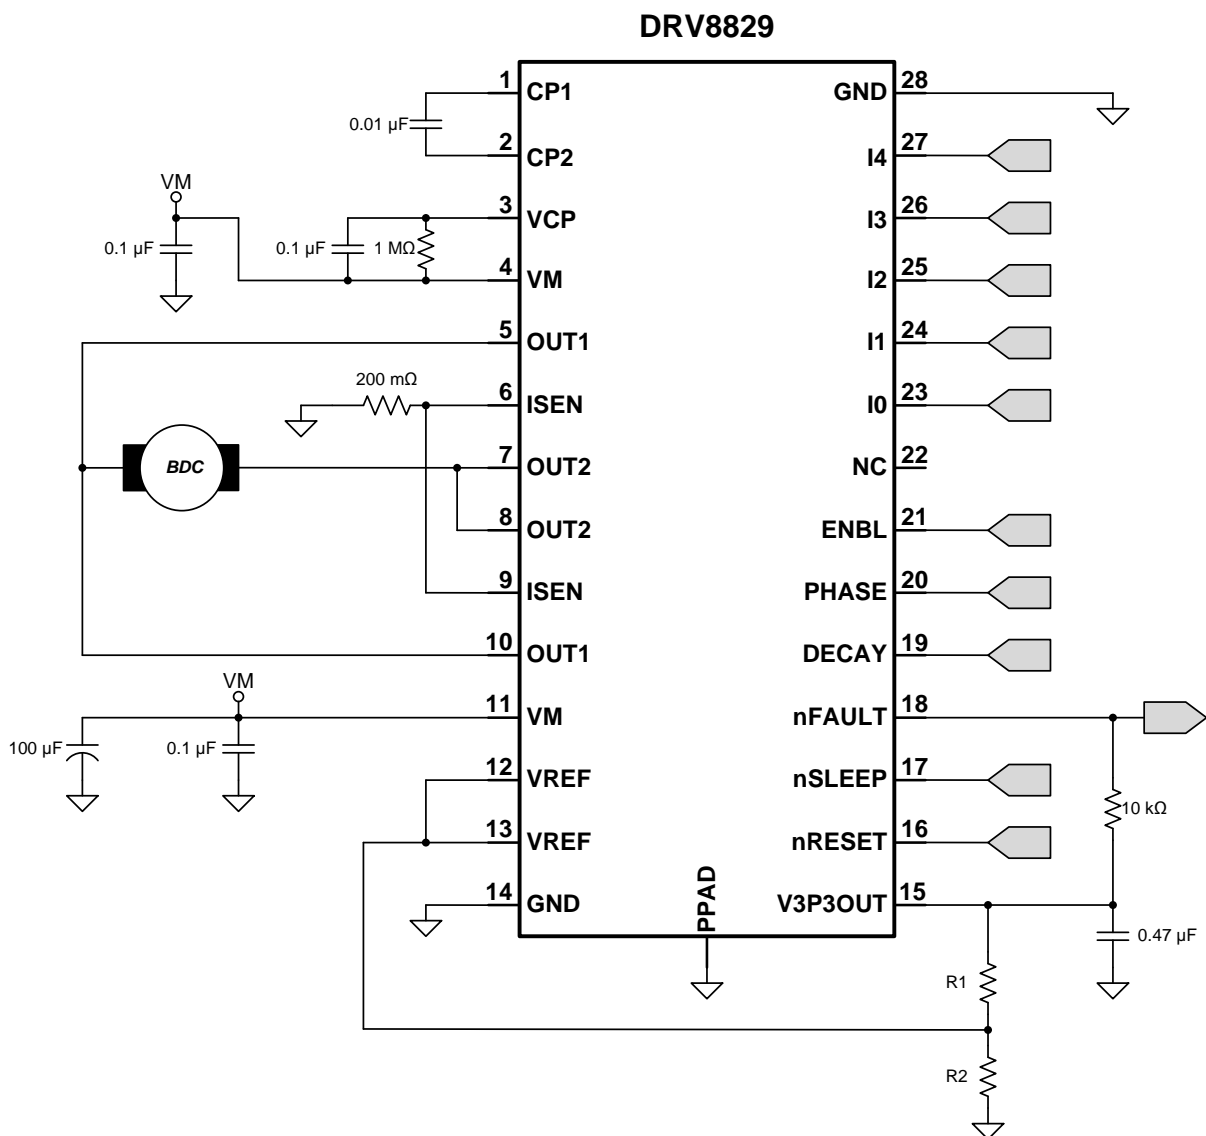 DRV8829
1 CP1
2 CP2
3 VCP
4 VM
5 OUT1
6 ISEN
7 OUT2
8 OUT2
9 ISEN
10 OUT1
11 VM
12 VREF
13 VREF
14 GND
GND 28
I4 27
I3 26
I2 25
I1 24
I0 23
NC 22
ENBL 21
PHASE 20
DECAY 19
nFAULT 18
nSLEEP 17
nRESET 16
V3P3OUT 15
PPAD
0.01 µF
VM
0.1 µF
0.1 µF
1 MΩ
200 mΩ
BDC
VM
100 µF
0.1 µF
10 kΩ
0.47 µF
R1
R2